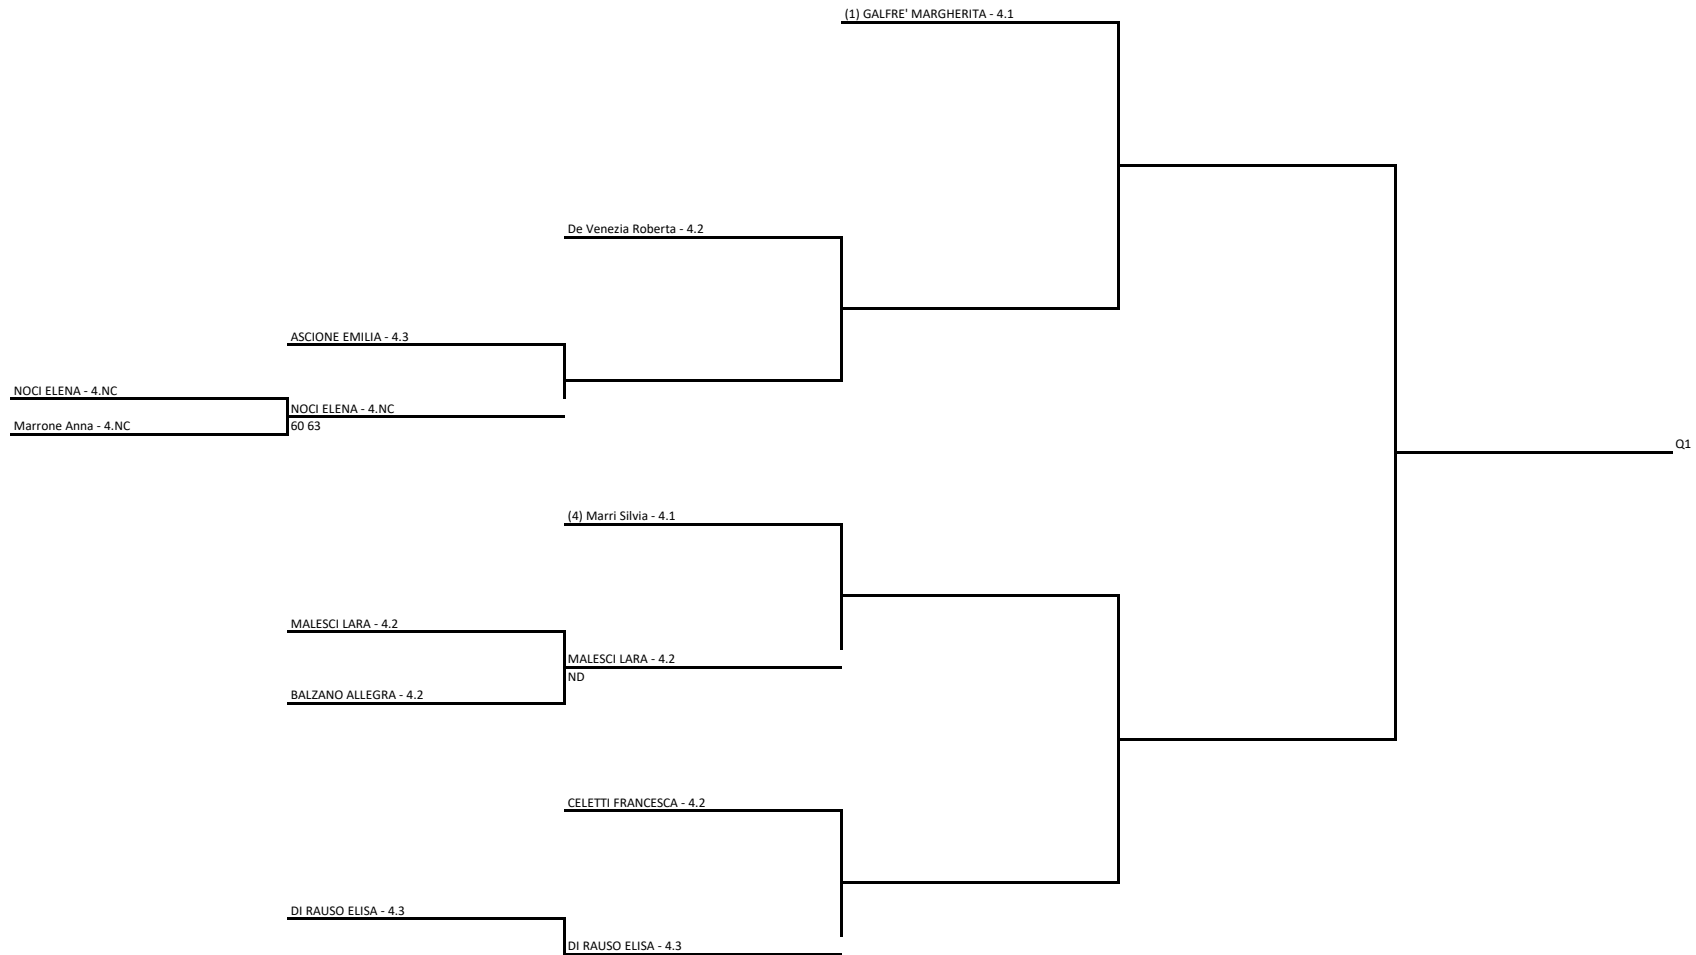 (1) GALFRE' MARGHERITA - 4.1
De Venezia Roberta - 4.2
ASCIONE EMILIA - 4.3
NOCI ELENA - 4.NC
NOCI ELENA - 4.NC
Marrone Anna - 4.NC
60 63
Q1
(4) Marri Silvia - 4.1
MALESCI LARA - 4.2
MALESCI LARA - 4.2
ND
BALZANO ALLEGRA - 4.2
CELETTI FRANCESCA - 4.2
DI RAUSO ELISA - 4.3
DI RAUSO ELISA - 4.3